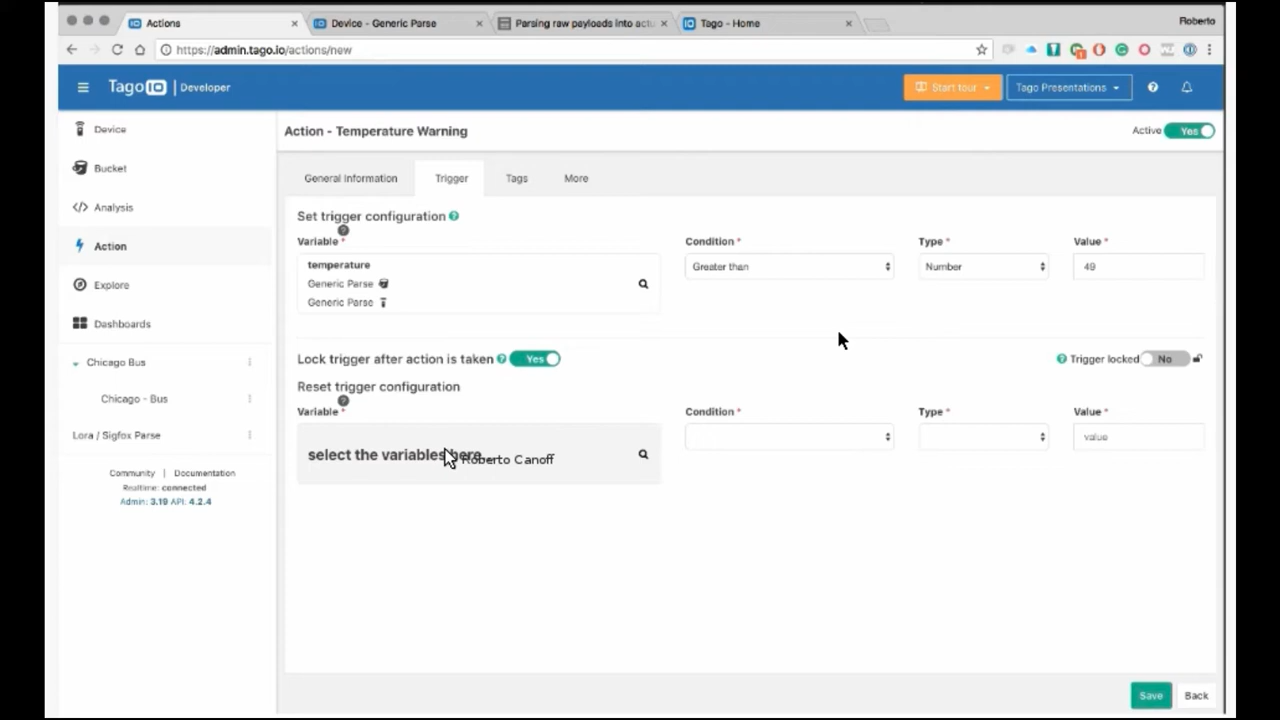 Actions
Device - Generic Parse
Parsing raw payloads into actu
Tago - Home
Roberto
https://admin.tago.io/actions/new
Tago IO | Developer
Start tour
Tago Presentations
Device
Bucket
Analysis
Action
Explore
Dashboards
Chicago Bus
Chicago - Bus
Lora / Sigfox Parse
Community | Documentation
Realtime: connected
Admin: 3.19 API: 4.2.4
Action - Temperature Warning
Active Yes
General Information Trigger Tags More
Set trigger configuration
Variable * Condition * Type * Value *
temperature
Generic Parse
Generic Parse
Greater than Number 49
Lock trigger after action is taken Yes
Trigger locked No
Reset trigger configuration
Variable * Condition * Type * Value *
select the variables here
Roberto Canoff
value
Save Back